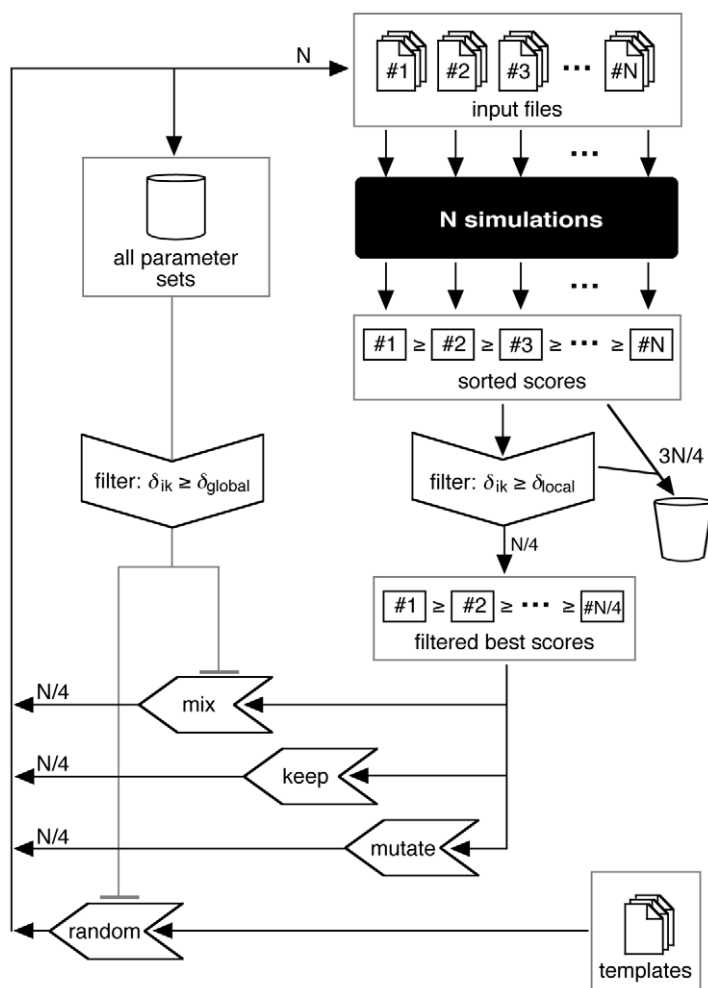 N
#1 #2 #3 ... #N
input files
...
N simulations
all parameter
sets
...
#1 ≥ #2 ≥ #3 ≥ ... ≥ #N
sorted scores
filter: δik ≥ δglobal
filter: δik ≥ δlocal
3N/4
N/4
#1 ≥ #2 ≥ ... ≥ #N/4
filtered best scores
N/4
mix
N/4
keep
N/4
mutate
random
templates